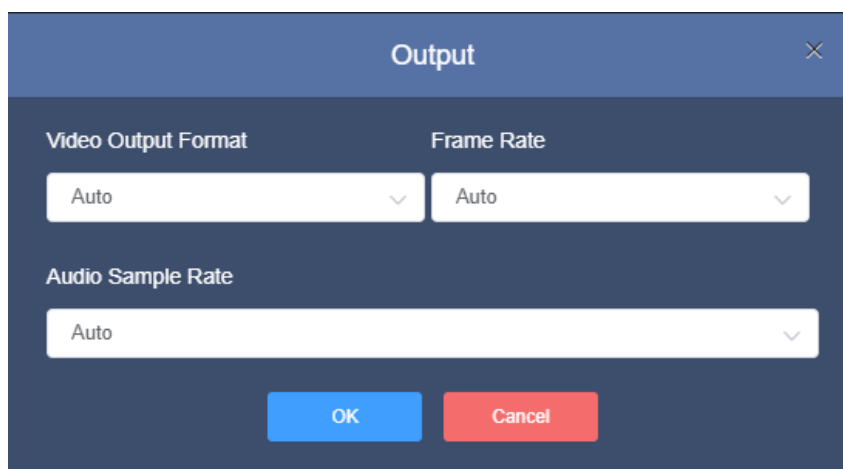 Output
Video Output Format Frame Rate
Auto Auto
Audio Sample Rate
Auto
OK Cancel